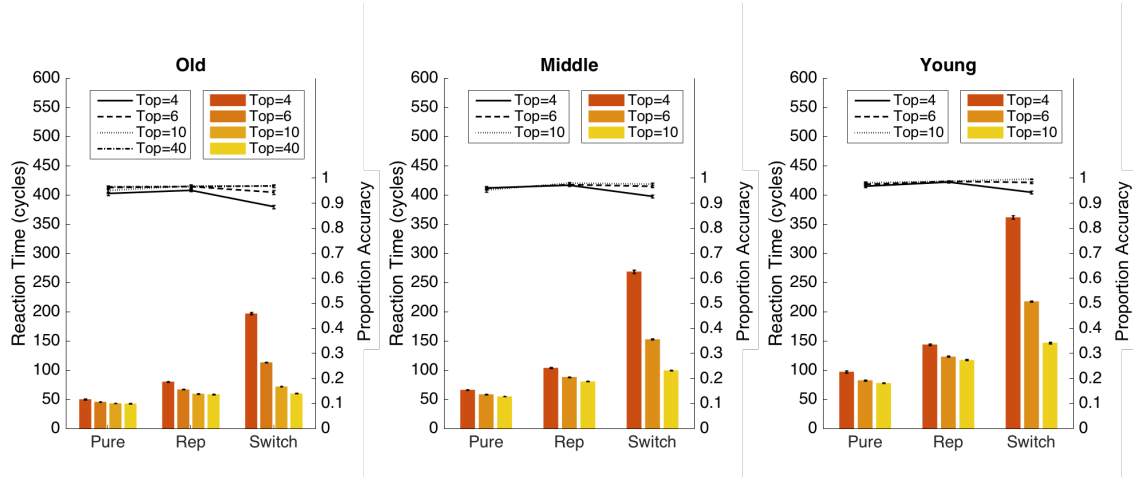 Old
600
550
500
450
400
350
300
250
200
150
100
50
0
Reaction Time (cycles)
Top=4
Top=6
Top=10
Top=40
Top=4
Top=6
Top=10
Top=40
1
0.9
0.8
0.7
0.6
0.5
0.4
0.3
0.2
0.1
0
Proportion Accuracy
Pure Rep Switch
Middle
600
550
500
450
400
350
300
250
200
150
100
50
0
Reaction Time (cycles)
Top=4
Top=6
Top=10
Top=4
Top=6
Top=10
1
0.9
0.8
0.7
0.6
0.5
0.4
0.3
0.2
0.1
0
Proportion Accuracy
Pure Rep Switch
Young
600
550
500
450
400
350
300
250
200
150
100
50
0
Reaction Time (cycles)
Top=4
Top=6
Top=10
Top=4
Top=6
Top=10
1
0.9
0.8
0.7
0.6
0.5
0.4
0.3
0.2
0.1
0
Proportion Accuracy
Pure Rep Switch